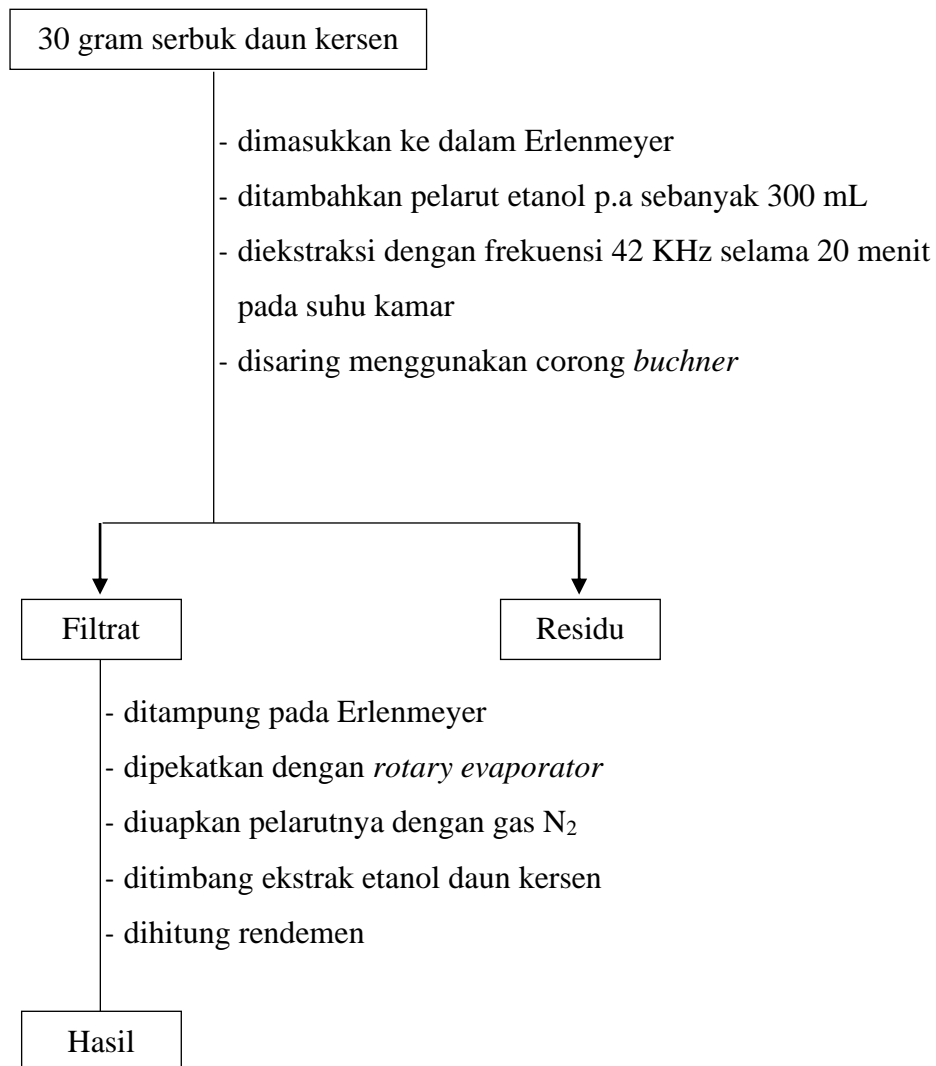 30 gram serbuk daun kersen
- dimasukkan ke dalam Erlenmeyer
- ditambahkan pelarut etanol p.a sebanyak 300 mL
- diekstraksi dengan frekuensi 42 KHz selama 20 menit
pada suhu kamar
- disaring menggunakan corong buchner
Filtrat
Residu
- ditampung pada Erlenmeyer
- dipekatkan dengan rotary evaporator
- diuapkan pelarutnya dengan gas N₂
- ditimbang ekstrak etanol daun kersen
- dihitung rendemen
Hasil